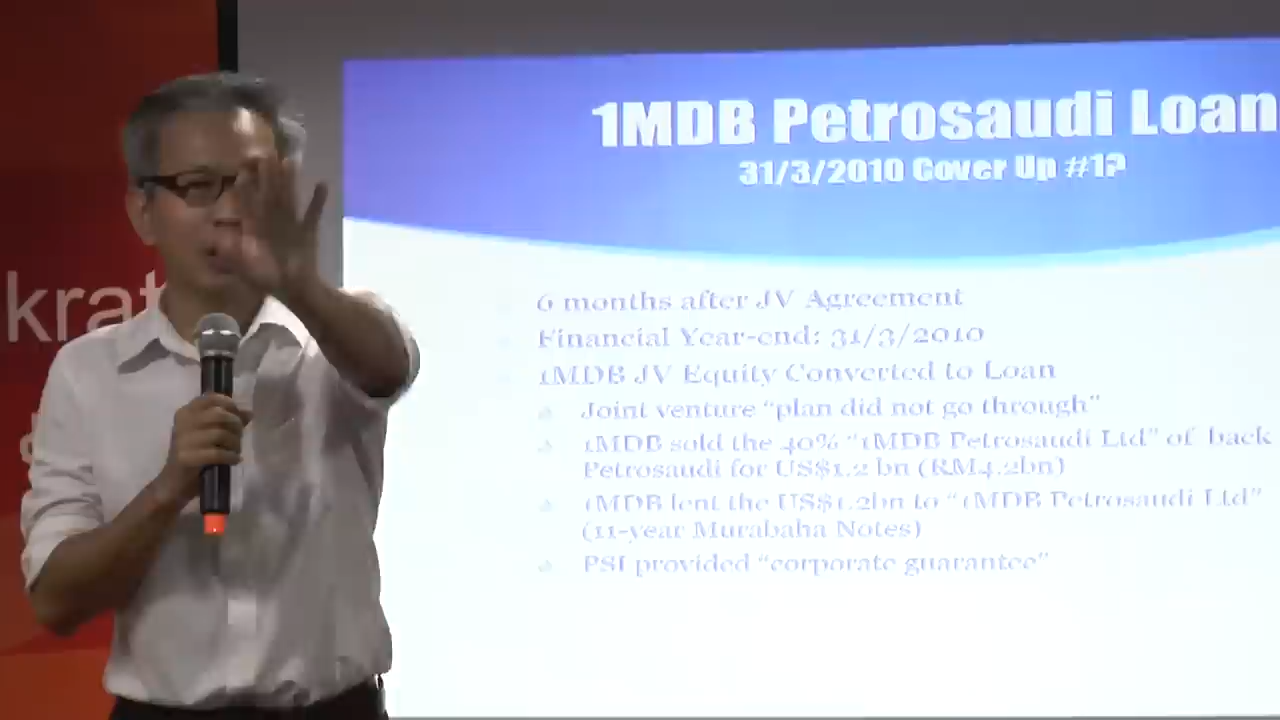 1MDB Petrosaudi Loan
31/3/2010 Cover Up #1?
6 months after JV Agreement
Financial Year-end: 31/3/2010
1MDB JV Equity Converted to Loan
Joint venture “plan did not go through”
1MDB sold the 40% “1MDB Petrosaudi Ltd” of back
Petrosaudi for US$1.2 bn (RM4.2bn)
1MDB lent the US$1.2bn to “1MDB Petrosaudi Ltd”
(11-year Murabaha Notes)
PSI provided “corporate guarantee”
krat